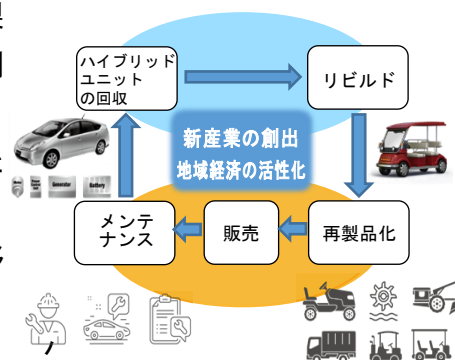 ハイブリッド
ユニット
の回収
リビルド
新産業の創出
地域経済の活性化
メンテ
ナンス
販売
再製品化
Generator
Battery